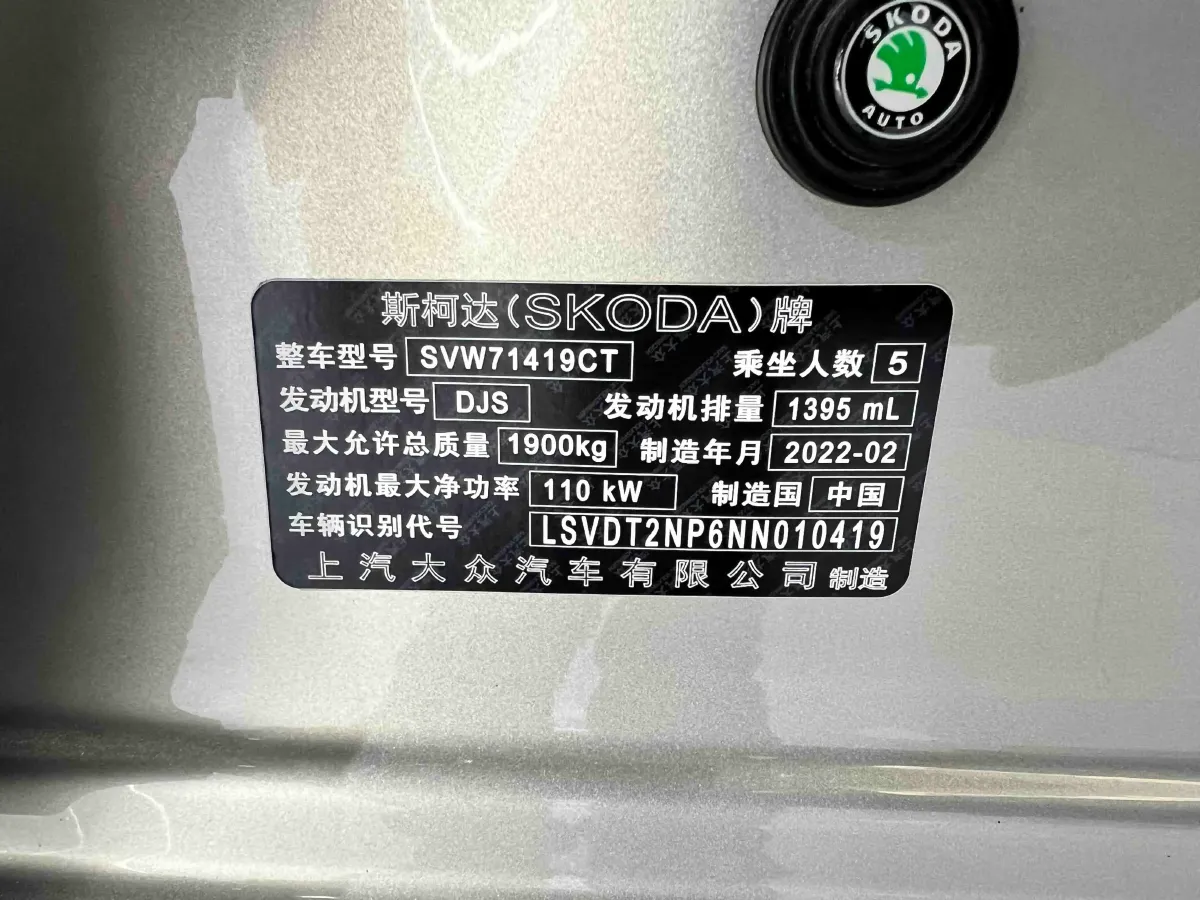 SKODA
AUTO
斯柯达(SKODA)牌
整车型号 SVW71419CT 乘坐人数 5
发动机型号 DJS 发动机排量 1395 mL
最大允许总质量 1900kg 制造年月 2022-02
发动机最大净功率 110 kW 制造国 中国
车辆识别代号 LSVDT2NP6NN010419
上汽大众汽车有限公司 制造